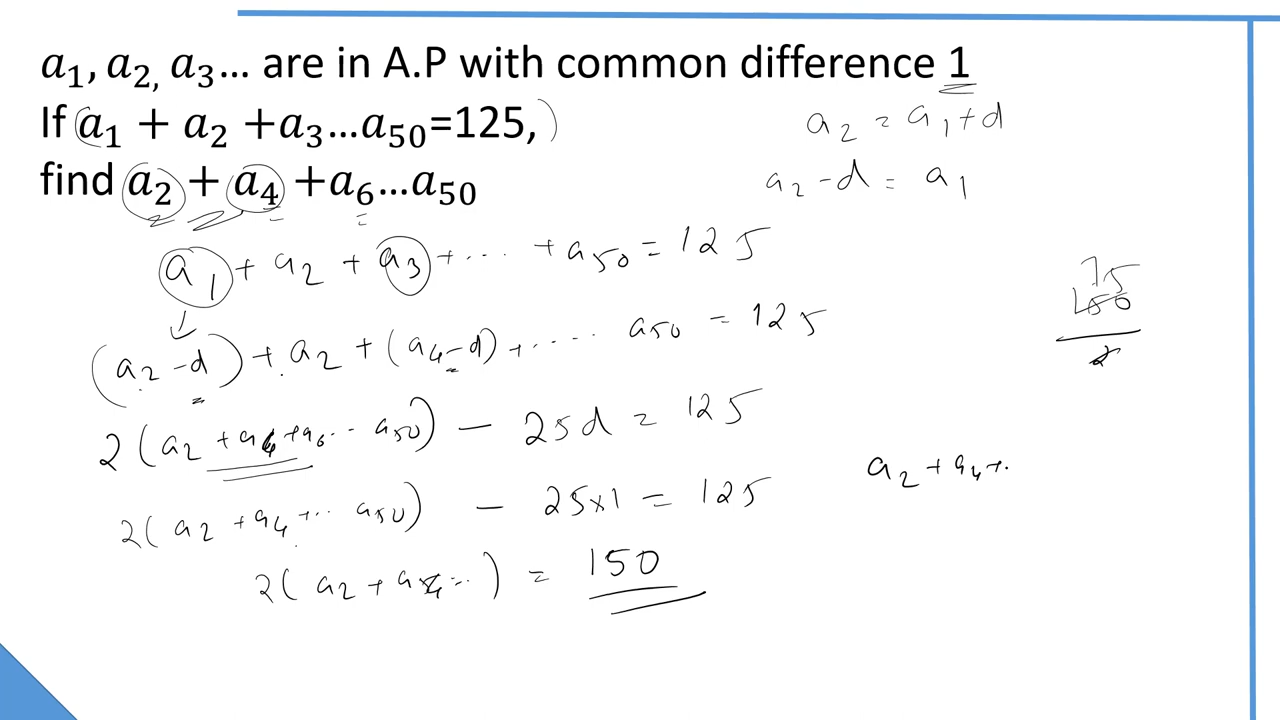 a₁, a₂, a₃... are in A.P with common difference 1
If a₁ + a₂ +a₃...a₅₀=125,
find a₂ + a₄ +a₆...a₅₀
a₂ = a₁+d
a₂ -d = a₁
a₁ + a₂ + a₃ + ... + a₅₀ = 125
(a₂ -d) + a₂ + (a₄-d) + .... a₅₀ = 125
2(a₂ +a₄+a₆.. a₅₀) — 25d = 125
2(a₂ +a₄ +.. a₅₀) — 25x1 = 125
2(a₂ + a₄..) = 150
75
150
2
a₂ + a₄+.